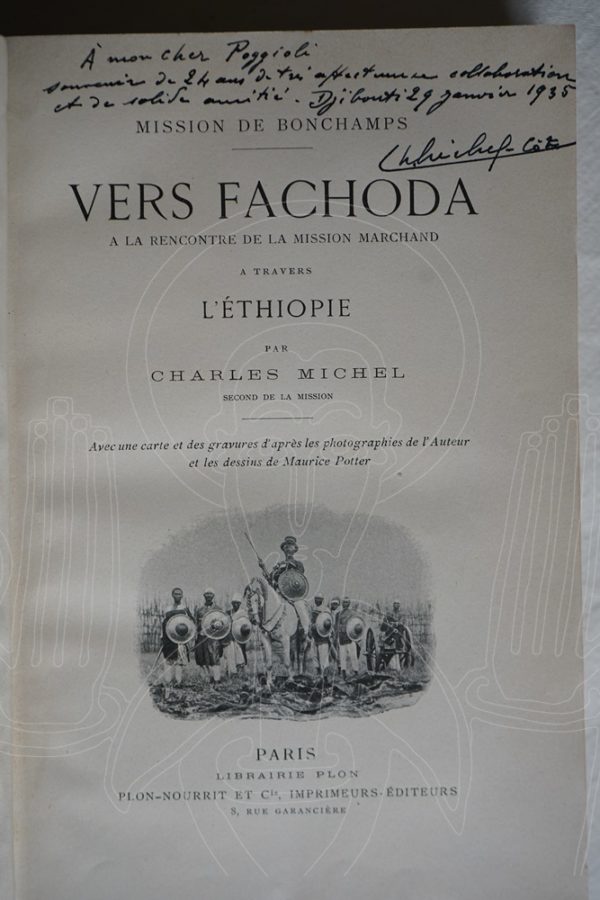 À mon cher Poggioli
souvenir de 24 ans de très affectueuse collaboration
et de solide amitié. Djibouti 29 janvier 1935
ChMichel-Côte
MISSION DE BONCHAMPS
VERS FACHODA
A LA RENCONTRE DE LA MISSION MARCHAND
A TRAVERS
L'ÉTHIOPIE
PAR
CHARLES MICHEL
SECOND DE LA MISSION
Avec une carte et des gravures d'après les photographies de l'Auteur
et les dessins de Maurice Potter
PARIS
LIBRAIRIE PLON
PLON-NOURRIT ET Cie, IMPRIMEURS-ÉDITEURS
8, RUE GARANCIÈRE